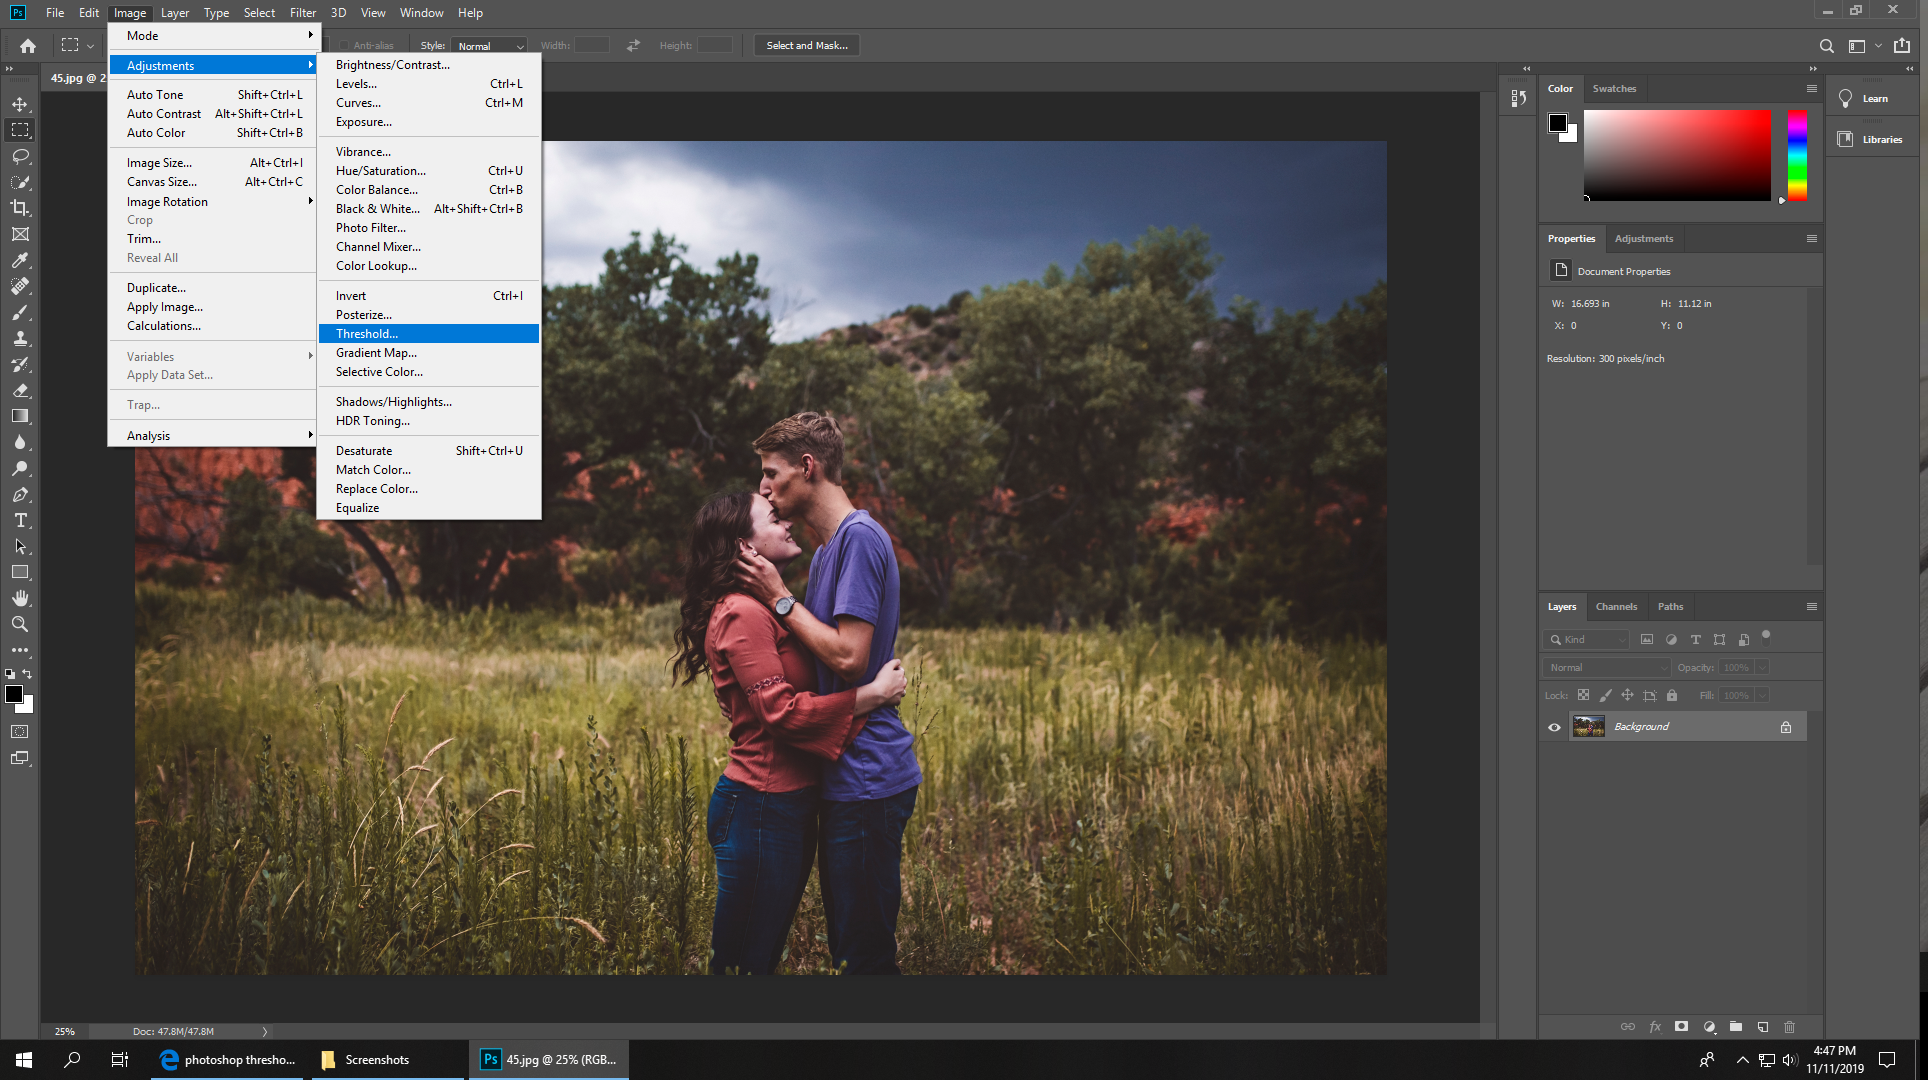 Ps File Edit Image Layer Type Select Filter 3D View Window Help
Anti-alias Style: Normal Width: Height: Select and Mask...
45.jpg @ 2
Mode
Adjustments
Auto Tone Shift+Ctrl+L
Auto Contrast Alt+Shift+Ctrl+L
Auto Color Shift+Ctrl+B
Image Size... Alt+Ctrl+I
Canvas Size... Alt+Ctrl+C
Image Rotation
Crop
Trim...
Reveal All
Duplicate...
Apply Image...
Calculations...
Variables
Apply Data Set...
Trap...
Analysis
Brightness/Contrast...
Levels... Ctrl+L
Curves... Ctrl+M
Exposure...
Vibrance...
Hue/Saturation... Ctrl+U
Color Balance... Ctrl+B
Black & White... Alt+Shift+Ctrl+B
Photo Filter...
Channel Mixer...
Color Lookup...
Invert Ctrl+I
Posterize...
Threshold...
Gradient Map...
Selective Color...
Shadows/Highlights...
HDR Toning...
Desaturate Shift+Ctrl+U
Match Color...
Replace Color...
Equalize
Color Swatches
Learn
Libraries
Properties Adjustments
Document Properties
W: 16.693 in H: 11.12 in
X: 0 Y: 0
Resolution: 300 pixels/inch
Layers Channels Paths
Kind
Normal Opacity: 100%
Lock: Fill: 100%
Background
fx
25% Doc: 47.8M/47.8M
photoshop thresho... Screenshots Ps 45.jpg @ 25% (RGB...
4:47 PM
11/11/2019